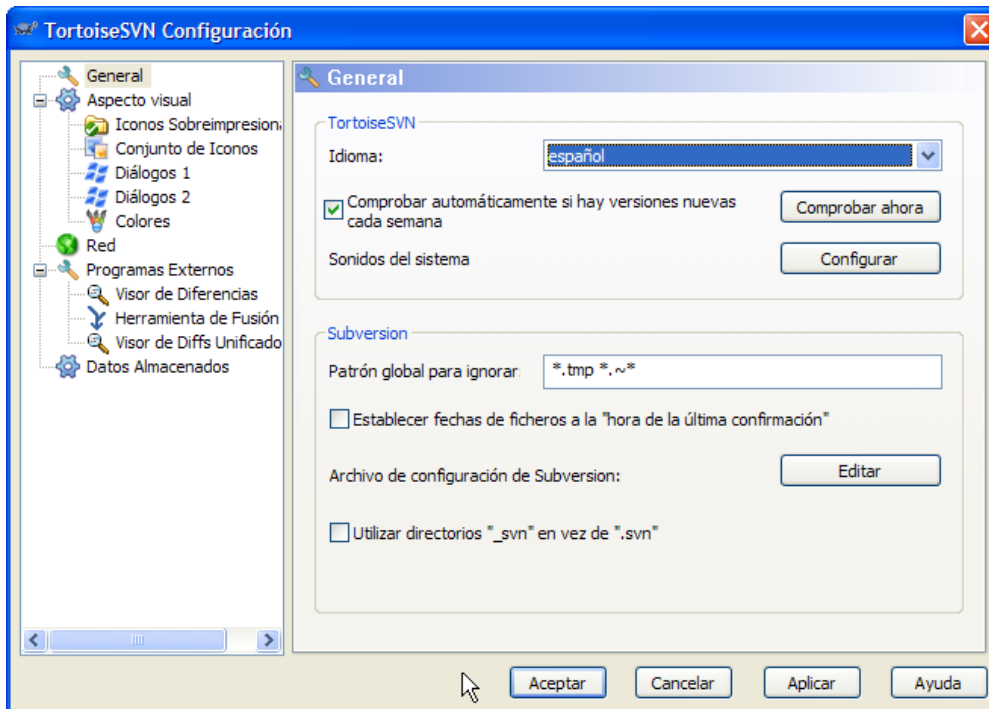 TortoiseSVN Configuración
General
Aspecto visual
Iconos Sobreimpresion
Conjunto de Iconos
Diálogos 1
Diálogos 2
Colores
Red
Programas Externos
Visor de Diferencias
Herramienta de Fusión
Visor de Diffs Unificado
Datos Almacenados
General
TortoiseSVN
Idioma:
español
Comprobar automáticamente si hay versiones nuevas
cada semana
Comprobar ahora
Sonidos del sistema
Configurar
Subversion
Patrón global para ignorar:
*.tmp *.~*
Establecer fechas de ficheros a la "hora de la última confirmación"
Archivo de configuración de Subversion:
Editar
Utilizar directorios "_svn" en vez de ".svn"
Aceptar
Cancelar
Aplicar
Ayuda